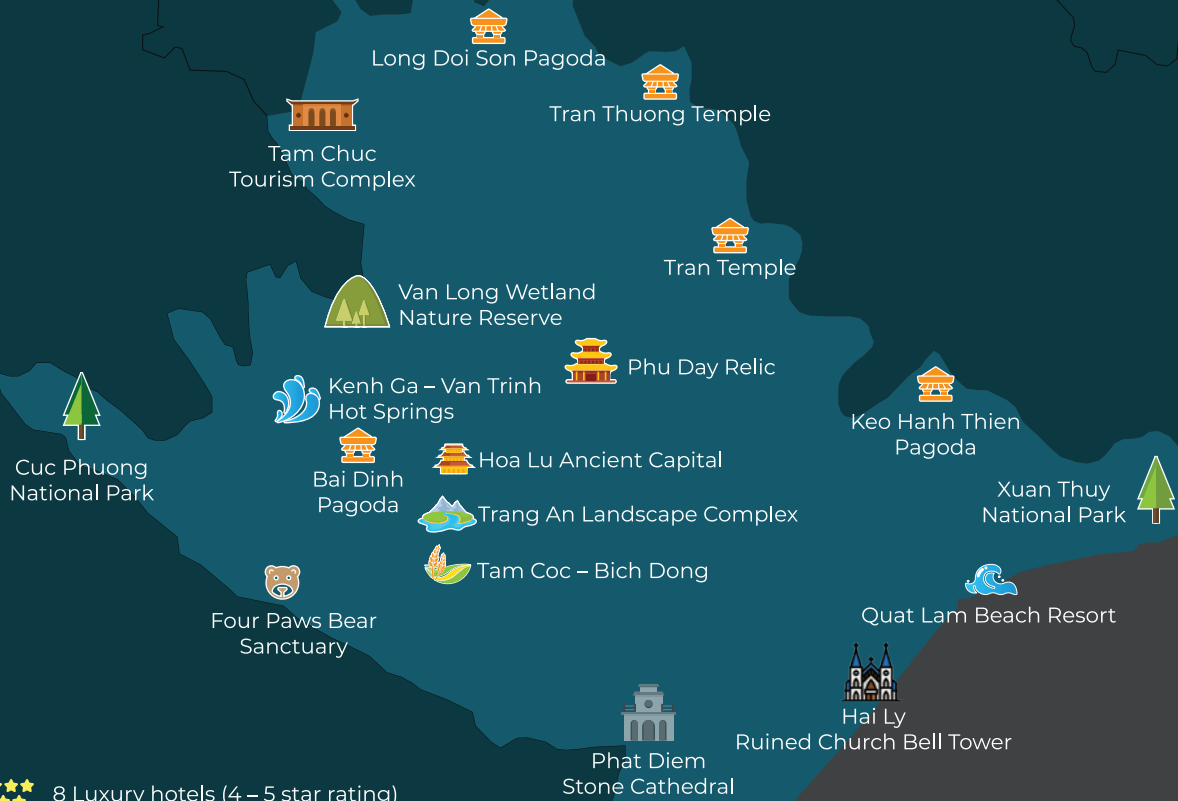 Long Doi Son Pagoda
Tran Thuong Temple
Tam Chuc
Tourism Complex
Tran Temple
Van Long Wetland
Nature Reserve
Phu Day Relic
Kenh Ga – Van Trinh
Hot Springs
Keo Hanh Thien
Pagoda
Cuc Phuong
National Park
Bai Dinh
Pagoda
Hoa Lu Ancient Capital
Xuan Thuy
National Park
Trang An Landscape Complex
Tam Coc – Bich Dong
Four Paws Bear
Sanctuary
Quat Lam Beach Resort
Hai Ly
Ruined Church Bell Tower
Phat Diem
Stone Cathedral
8 Luxury hotels (4 – 5 star rating)